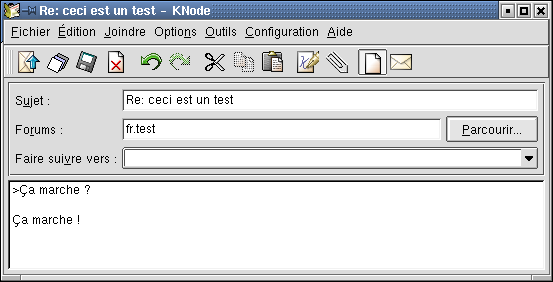 Re: ceci est un test - KNode
Fichier Édition Joindre Options Outils Configuration Aide
Sujet : Re: ceci est un test
Forums : fr.test Parcourir...
Faire suivre vers :
>Ça marche ?
Ça marche !